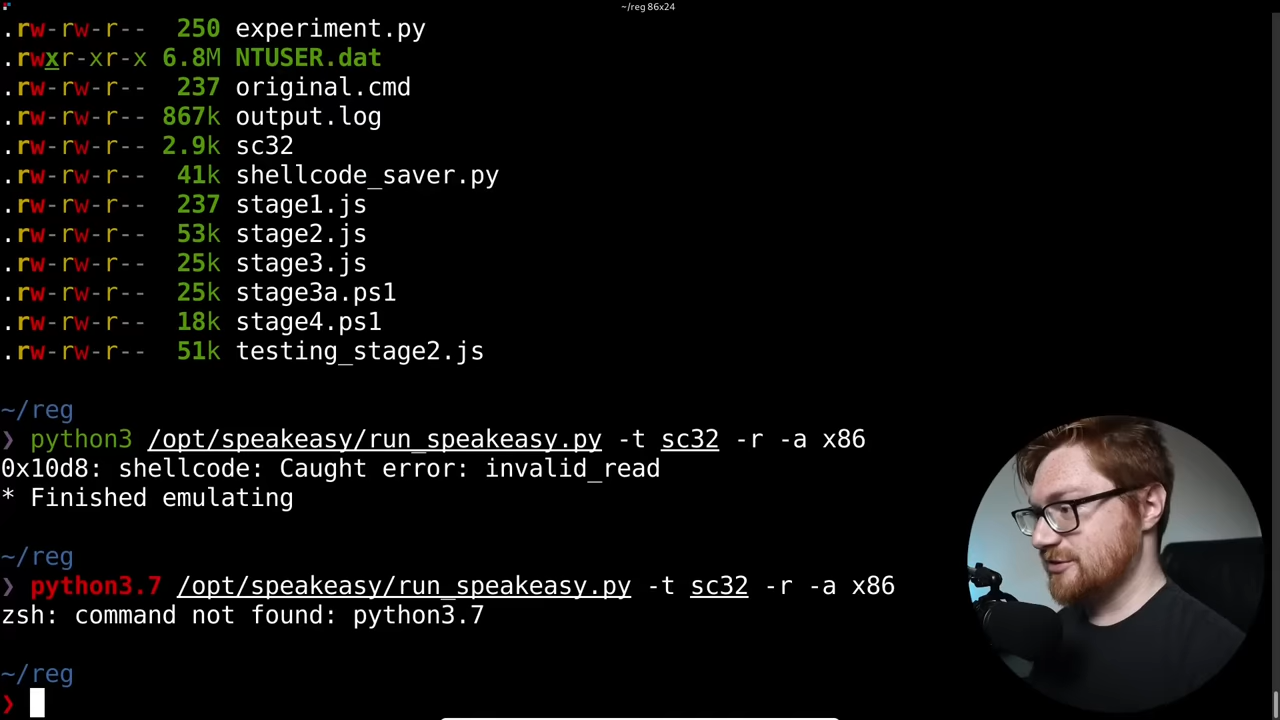 ~/reg 86x24
.rw-rw-r-- 250 experiment.py
.rwxr-xr-x 6.8M NTUSER.dat
.rw-rw-r-- 237 original.cmd
.rw-rw-r-- 867k output.log
.rw-rw-r-- 2.9k sc32
.rw-rw-r-- 41k shellcode_saver.py
.rw-rw-r-- 237 stage1.js
.rw-rw-r-- 53k stage2.js
.rw-rw-r-- 25k stage3.js
.rw-rw-r-- 25k stage3a.ps1
.rw-rw-r-- 18k stage4.ps1
.rw-rw-r-- 51k testing_stage2.js
~/reg
❯ python3 /opt/speakeasy/run_speakeasy.py -t sc32 -r -a x86
0x10d8: shellcode: Caught error: invalid_read
* Finished emulating
~/reg
❯ python3.7 /opt/speakeasy/run_speakeasy.py -t sc32 -r -a x86
zsh: command not found: python3.7
~/reg
❯